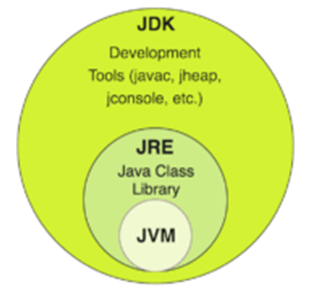 JDK
Development
Tools (javac, jheap,
jconsole, etc.)
JRE
Java Class
Library
JVM